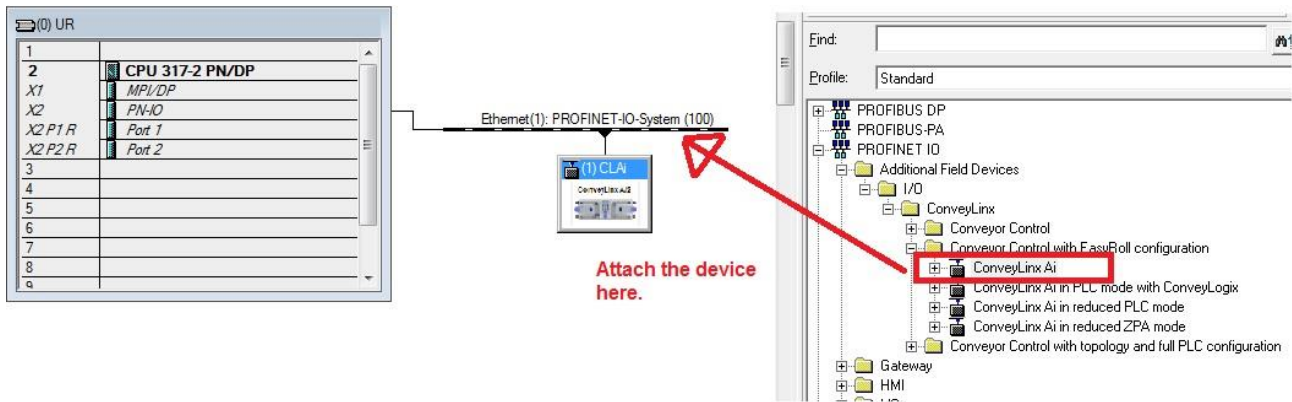 (0) UR
1
2 CPU 317-2 PN/DP
X1 MPI/DP
X2 PN-IO
X2 P1 R Port 1
X2 P2 R Port 2
3
4
5
6
7
8
9
Ethernet(1): PROFINET-IO-System (100)
(1) CLAi
ConveyLinx Ai2
Attach the device
here.
Find:
Profile: Standard
PROFIBUS DP
PROFIBUS-PA
PROFINET IO
Additional Field Devices
I/O
ConveyLinx
Conveyor Control
Conveyor Control with EasyRoll configuration
ConveyLinx Ai
ConveyLinx Ai in PLC mode with ConveyLogix
ConveyLinx Ai in reduced PLC mode
ConveyLinx Ai in reduced ZPA mode
Conveyor Control with topology and full PLC configuration
Gateway
HMI